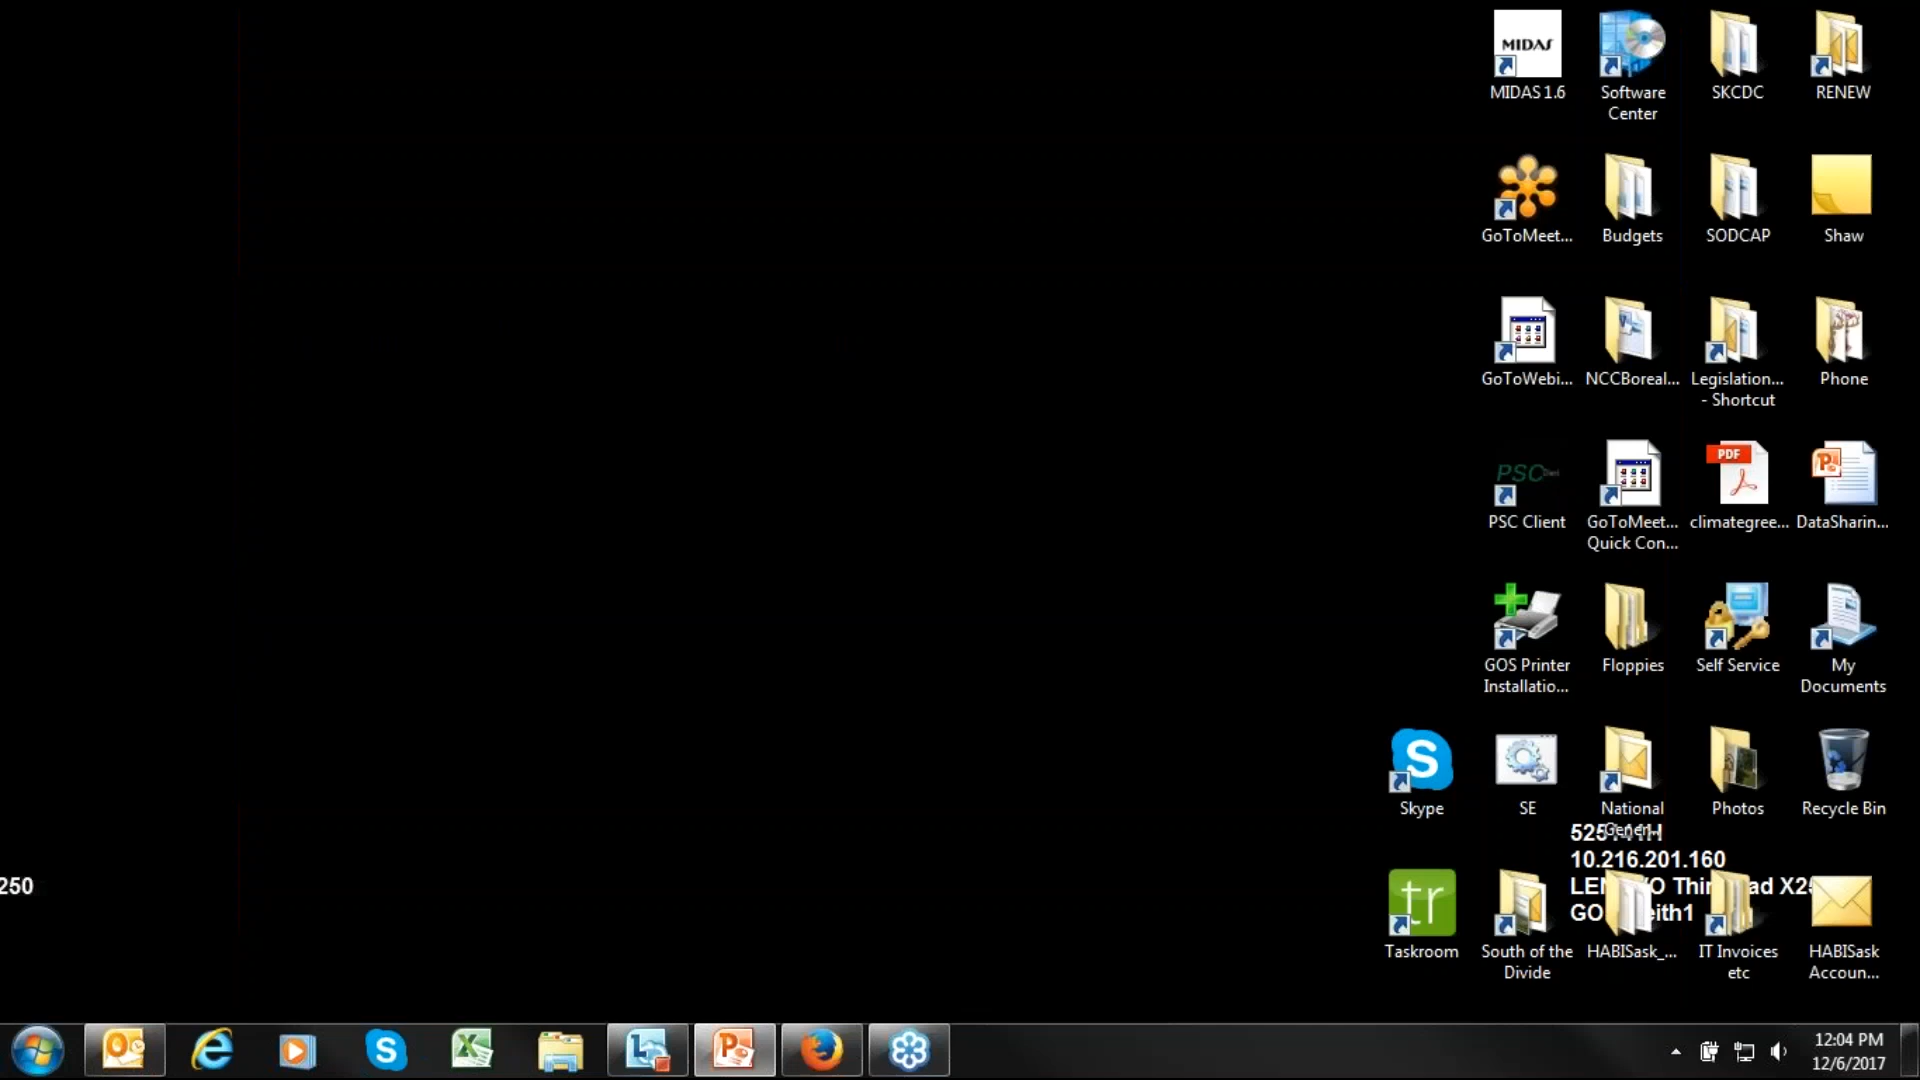 MIDAS
MIDAS 1.6
Software
Center
SKCDC
RENEW
GoToMeet...
Budgets
SODCAP
Shaw
GoToWebi...
NCCBoreal...
Legislation...
- Shortcut
Phone
PSC
PSC Client
GoToMeet...
Quick Con...
PDF
climategree...
DataSharin...
GOS Printer
Installatio...
Floppies
Self Service
My
Documents
S
Skype
SE
National
Photos
Recycle Bin
10.216.201.160
250
tr
Taskroom
South of the
Divide
HABISask_...
IT Invoices
etc
HABISask
Accoun...
12:04 PM
12/6/2017